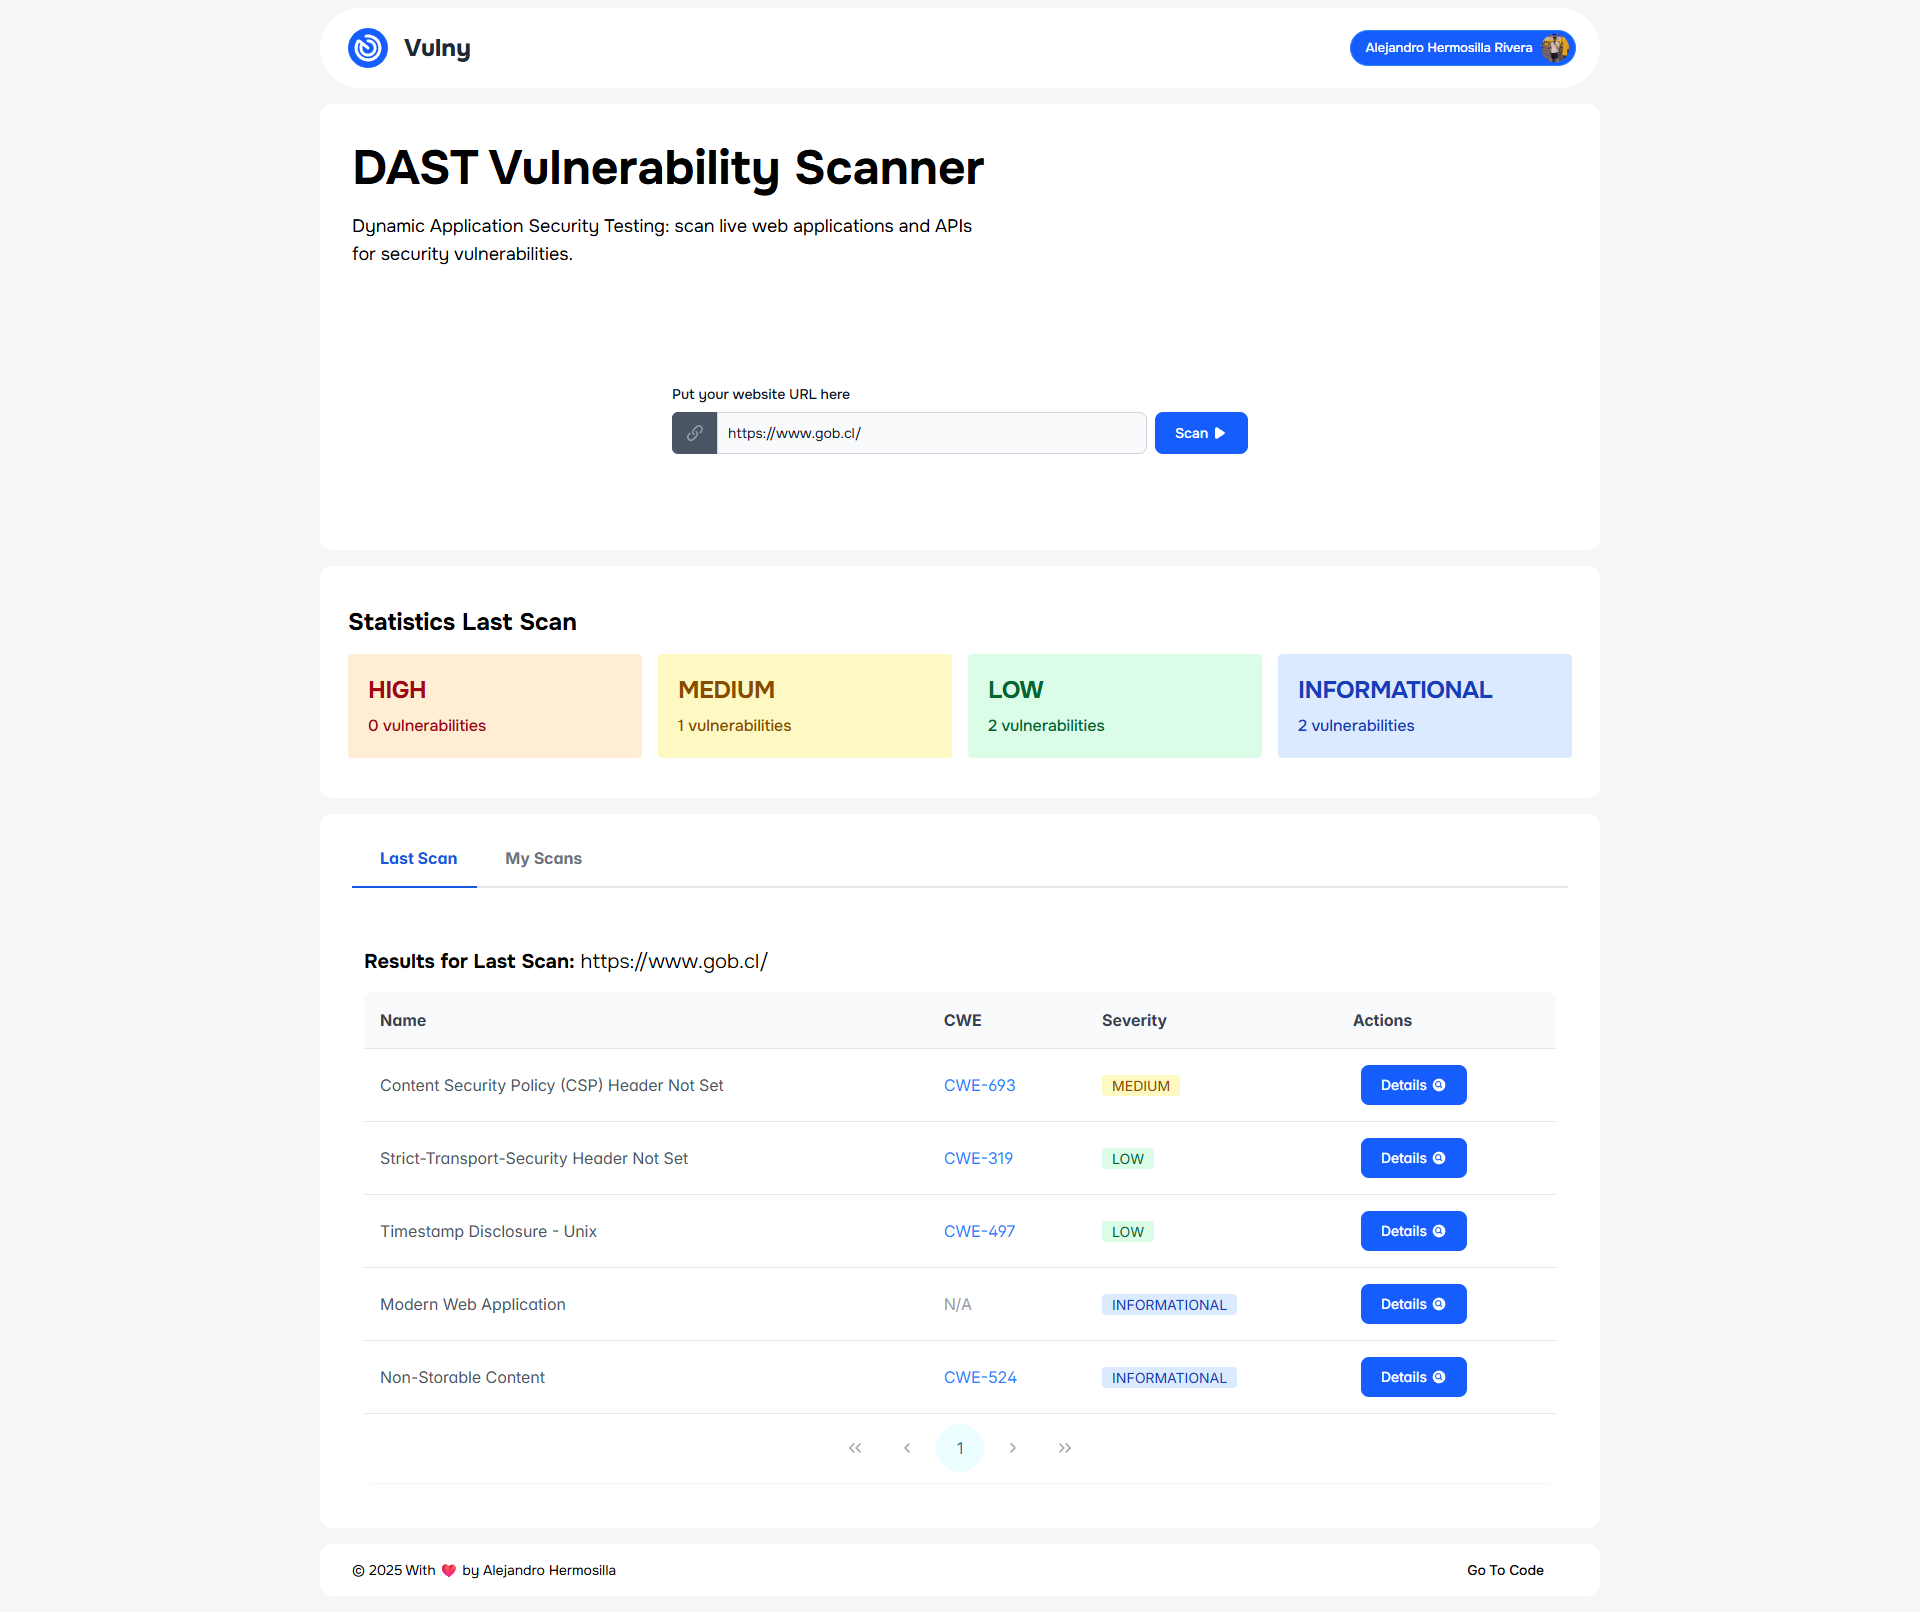 Vulny
Alejandro Hermosilla Rivera
DAST Vulnerability Scanner
Dynamic Application Security Testing: scan live web applications and APIs
for security vulnerabilities.
Put your website URL here
https://www.gob.cl/
Scan
Statistics Last Scan
HIGH
0 vulnerabilities
MEDIUM
1 vulnerabilities
LOW
2 vulnerabilities
INFORMATIONAL
2 vulnerabilities
Last Scan My Scans
Results for Last Scan: https://www.gob.cl/
Name CWE Severity Actions
Content Security Policy (CSP) Header Not Set CWE-693 MEDIUM Details
Strict-Transport-Security Header Not Set CWE-319 LOW Details
Timestamp Disclosure - Unix CWE-497 LOW Details
Modern Web Application N/A INFORMATIONAL Details
Non-Storable Content CWE-524 INFORMATIONAL Details
1
© 2025 With ❤️ by Alejandro Hermosilla
Go To Code